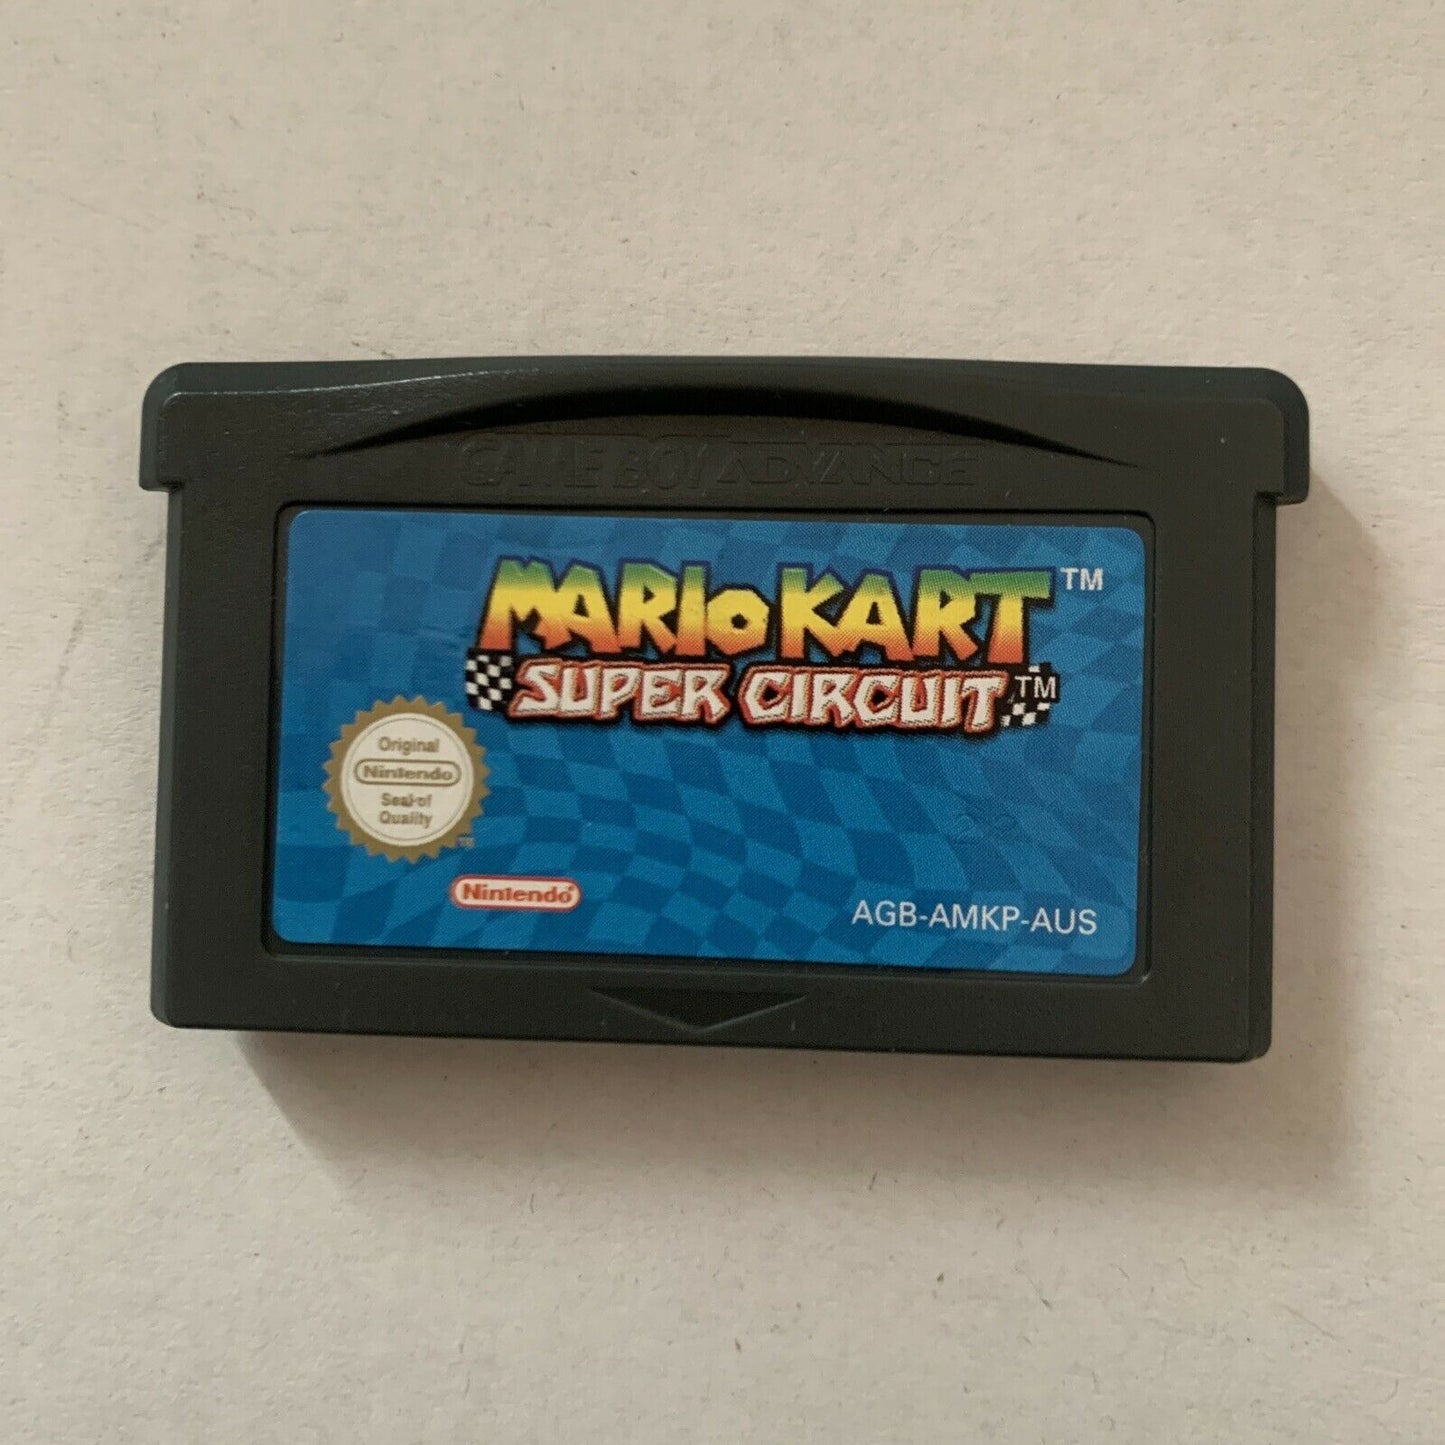 GAME BOY ADVANCE
MARIO KART™
SUPER CIRCUIT™
Original
Nintendo
Seal of
Quality
Nintendo®
AGB-AMKP-AUS